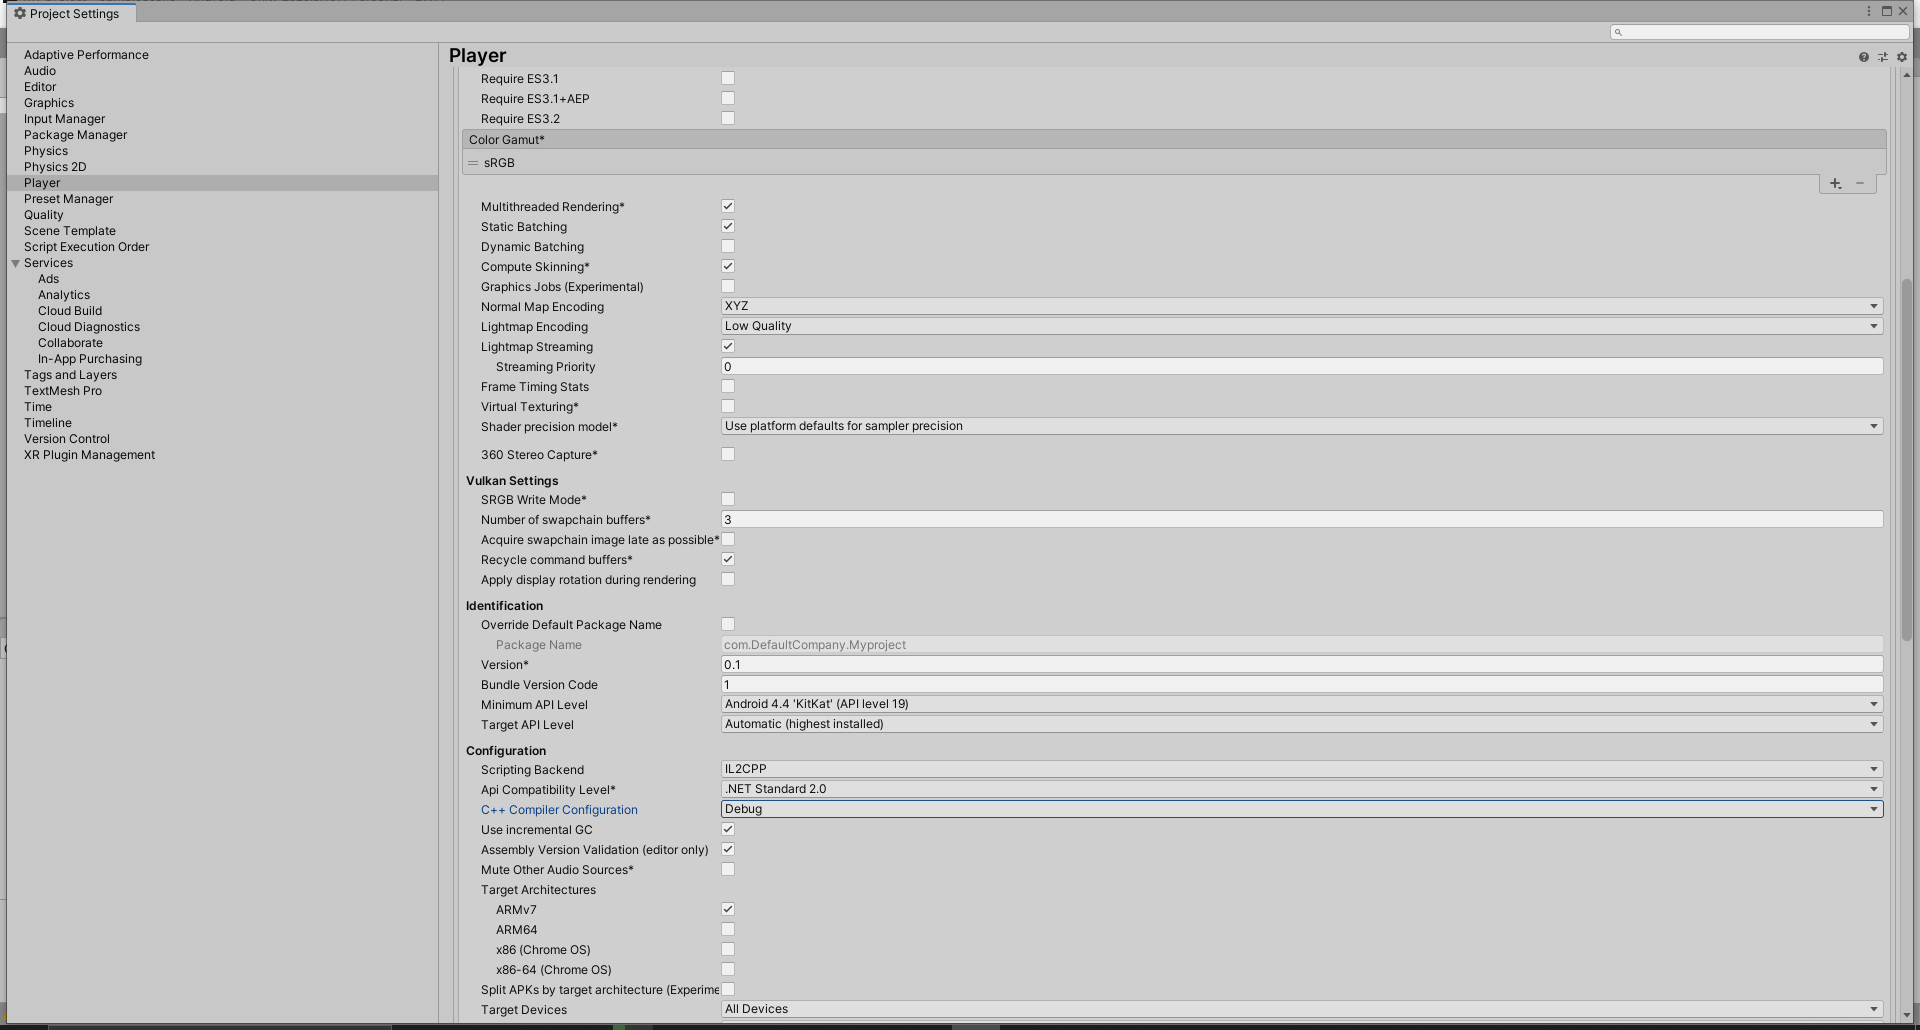 Project Settings
Adaptive Performance
Audio
Editor
Graphics
Input Manager
Package Manager
Physics
Physics 2D
Player
Preset Manager
Quality
Scene Template
Script Execution Order
Services
Ads
Analytics
Cloud Build
Cloud Diagnostics
Collaborate
In-App Purchasing
Tags and Layers
TextMesh Pro
Time
Timeline
Version Control
XR Plugin Management
Player
Require ES3.1
Require ES3.1+AEP
Require ES3.2
Color Gamut*
sRGB
Multithreaded Rendering*
Static Batching
Dynamic Batching
Compute Skinning*
Graphics Jobs (Experimental)
Normal Map Encoding XYZ
Lightmap Encoding Low Quality
Lightmap Streaming
Streaming Priority 0
Frame Timing Stats
Virtual Texturing*
Shader precision model* Use platform defaults for sampler precision
360 Stereo Capture*
Vulkan Settings
SRGB Write Mode*
Number of swapchain buffers* 3
Acquire swapchain image late as possible*
Recycle command buffers*
Apply display rotation during rendering
Identification
Override Default Package Name
Package Name com.DefaultCompany.Myproject
Version* 0.1
Bundle Version Code 1
Minimum API Level Android 4.4 'KitKat' (API level 19)
Target API Level Automatic (highest installed)
Configuration
Scripting Backend IL2CPP
Api Compatibility Level* .NET Standard 2.0
C++ Compiler Configuration Debug
Use incremental GC
Assembly Version Validation (editor only)
Mute Other Audio Sources*
Target Architectures
ARMv7
ARM64
x86 (Chrome OS)
x86-64 (Chrome OS)
Split APKs by target architecture (Experime
Target Devices All Devices